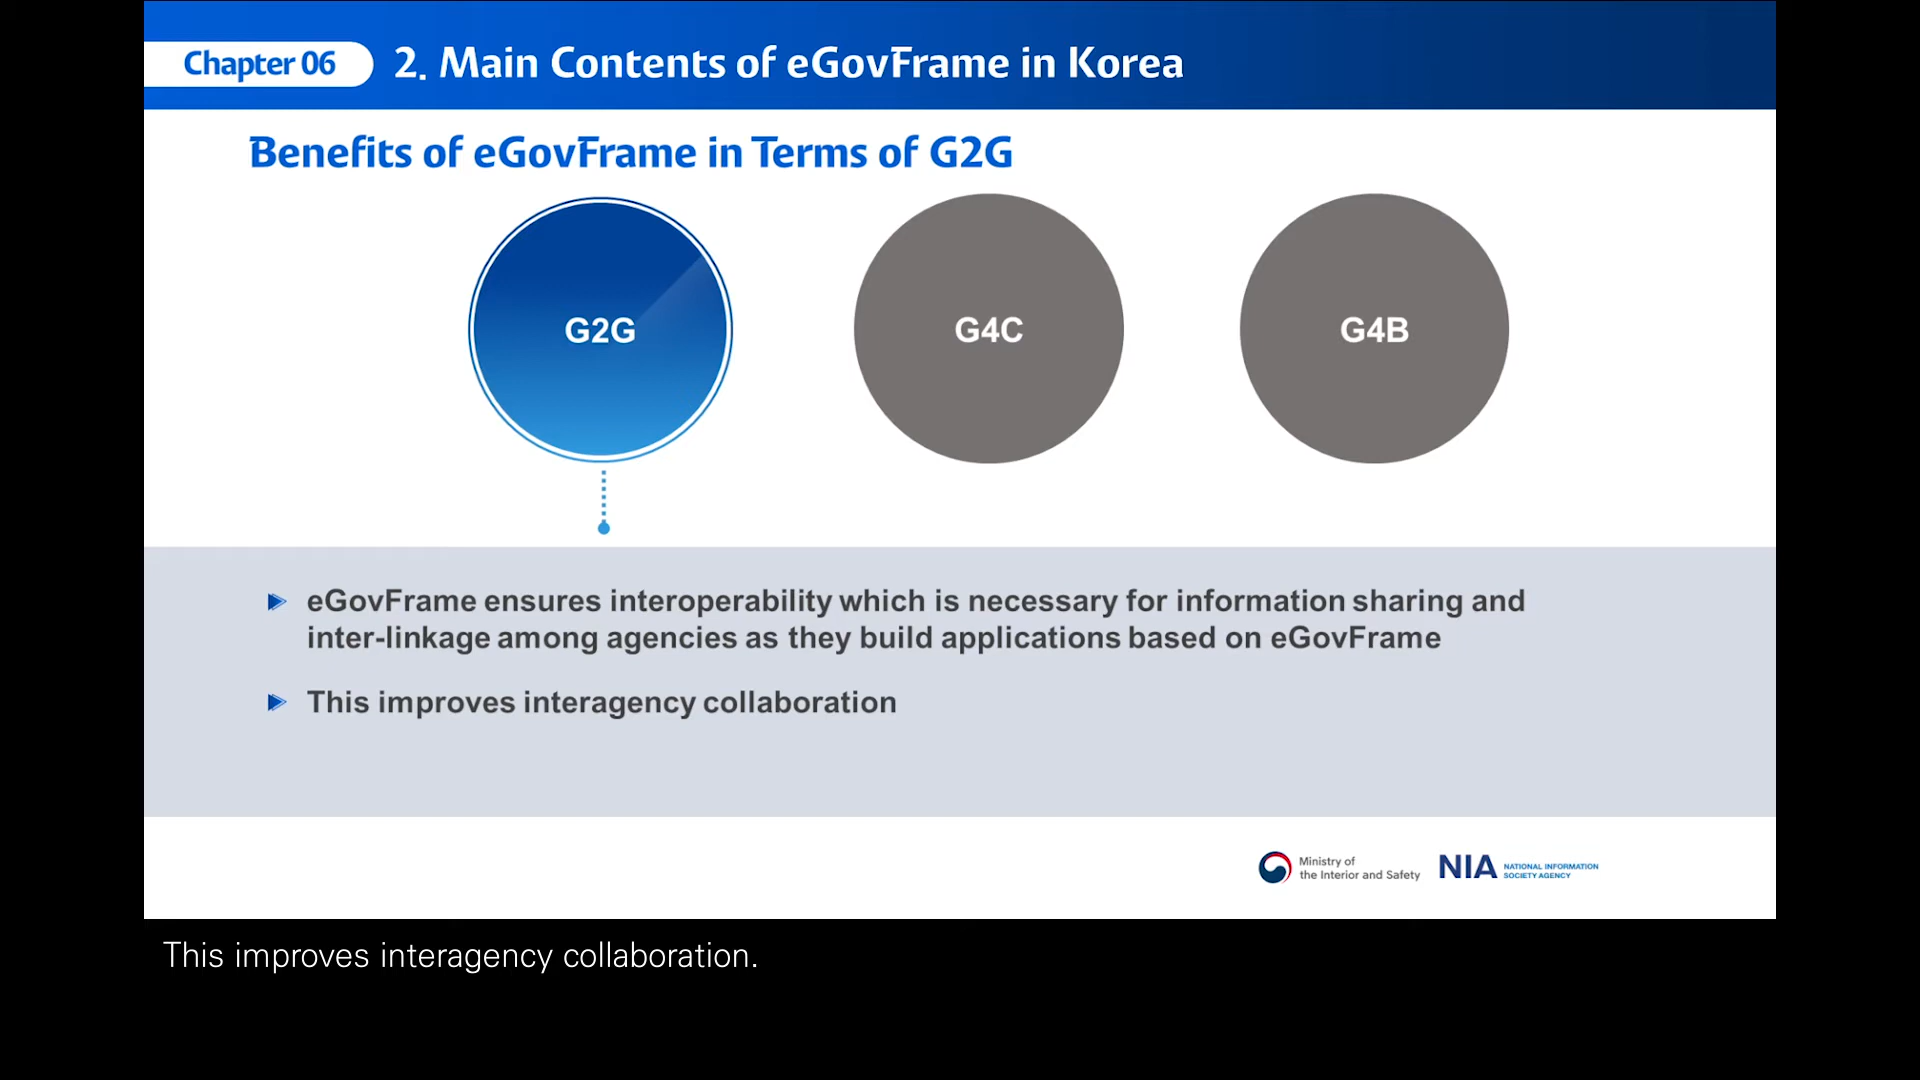 Chapter 06
2. Main Contents of eGovFrame in Korea
Benefits of eGovFrame in Terms of G2G
G2G
G4C
G4B
eGovFrame ensures interoperability which is necessary for information sharing and
inter-linkage among agencies as they build applications based on eGovFrame
This improves interagency collaboration
Ministry of
the Interior and Safety
NIA
NATIONAL INFORMATION
SOCIETY AGENCY
This improves interagency collaboration.